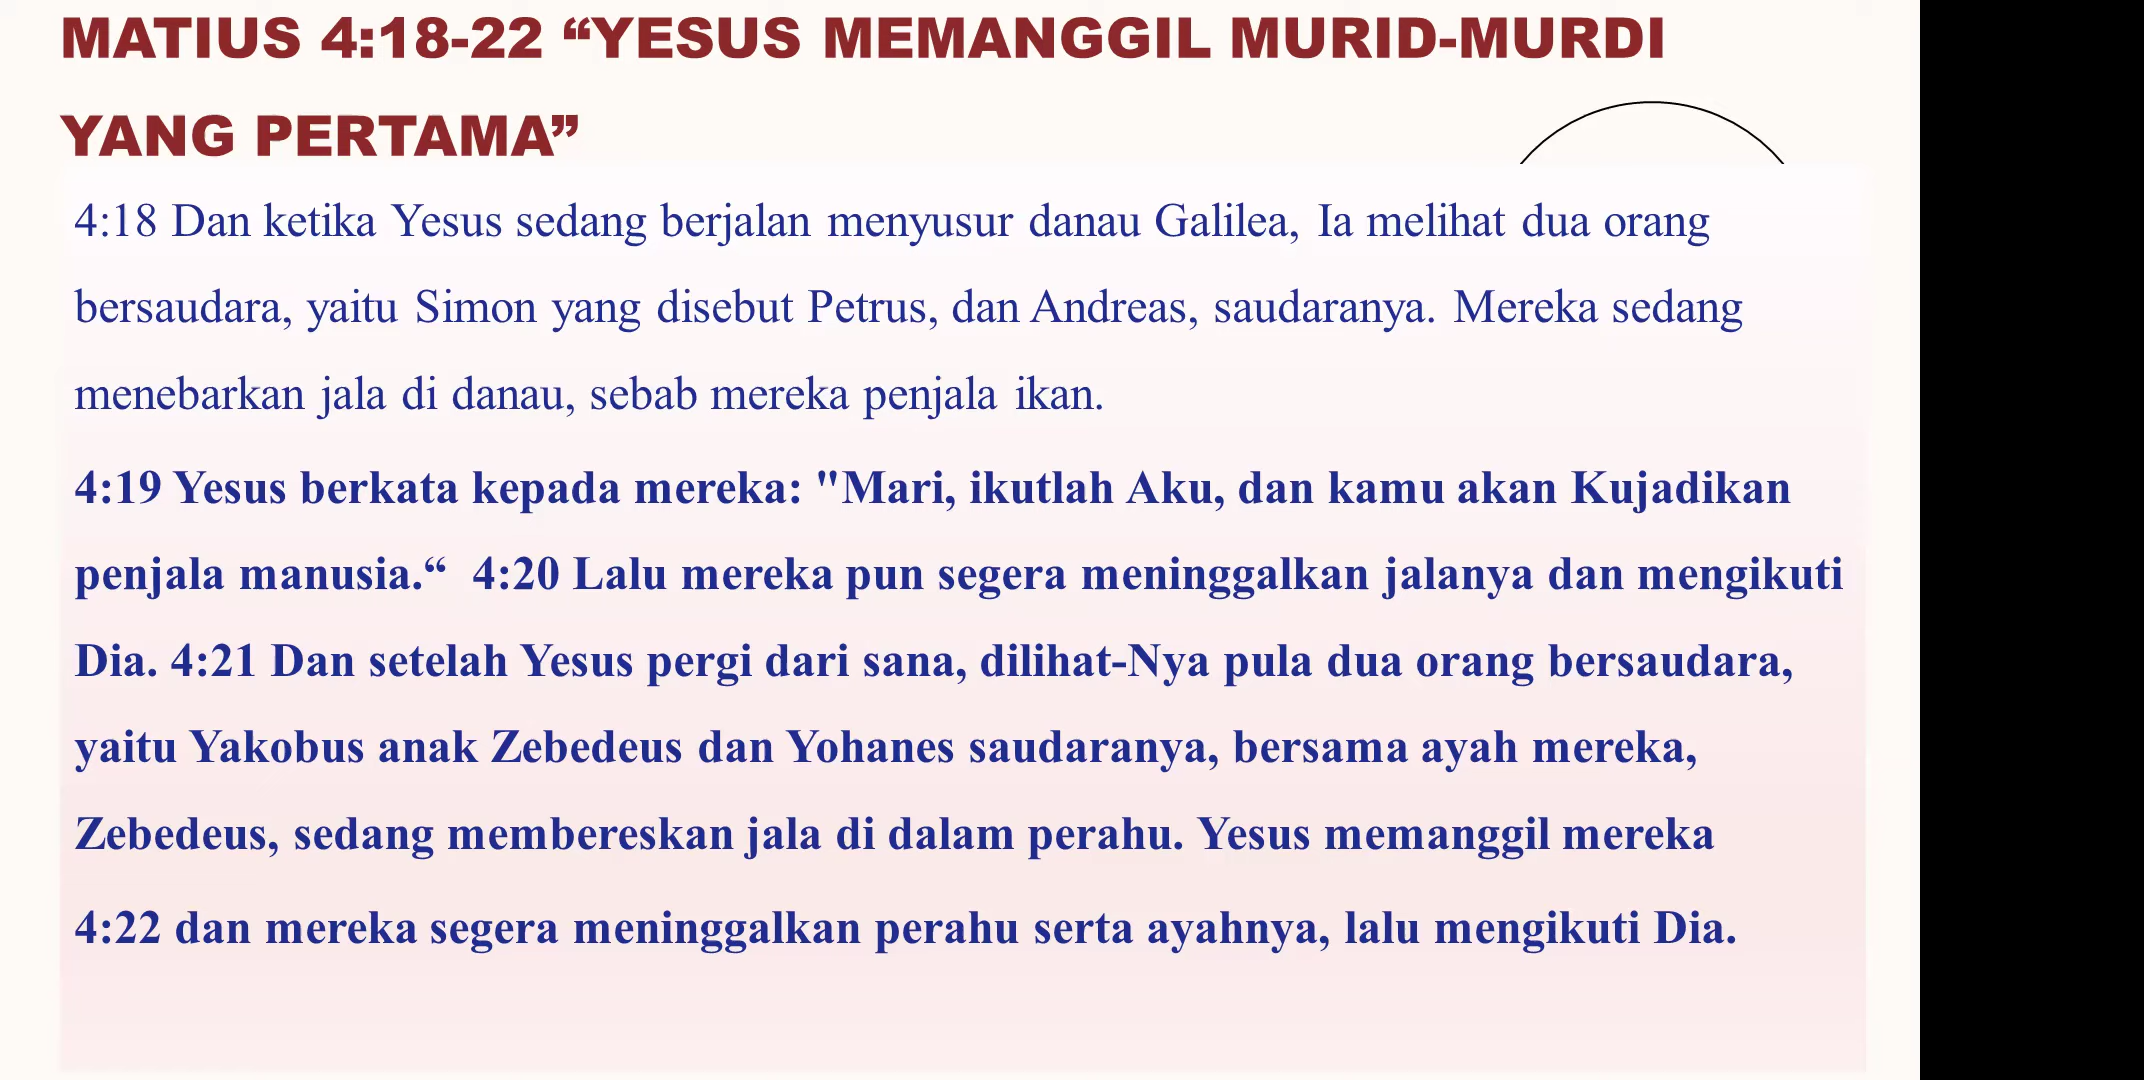 MATIUS 4:18-22 “YESUS MEMANGGIL MURID-MURDI
YANG PERTAMA”
4:18 Dan ketika Yesus sedang berjalan menyusur danau Galilea, Ia melihat dua orang
bersaudara, yaitu Simon yang disebut Petrus, dan Andreas, saudaranya. Mereka sedang
menebarkan jala di danau, sebab mereka penjala ikan.
4:19 Yesus berkata kepada mereka: "Mari, ikutlah Aku, dan kamu akan Kujadikan
penjala manusia.“ 4:20 Lalu mereka pun segera meninggalkan jalanya dan mengikuti
Dia. 4:21 Dan setelah Yesus pergi dari sana, dilihat-Nya pula dua orang bersaudara,
yaitu Yakobus anak Zebedeus dan Yohanes saudaranya, bersama ayah mereka,
Zebedeus, sedang membereskan jala di dalam perahu. Yesus memanggil mereka
4:22 dan mereka segera meninggalkan perahu serta ayahnya, lalu mengikuti Dia.